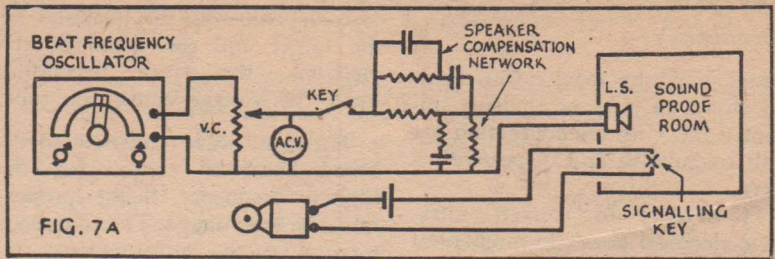 BEAT FREQUENCY
OSCILLATOR
V.C.
A.C.V.
KEY
SPEAKER
COMPENSATION
NETWORK
L.S.
SOUND
PROOF
ROOM
SIGNALLING
KEY
FIG. 7A